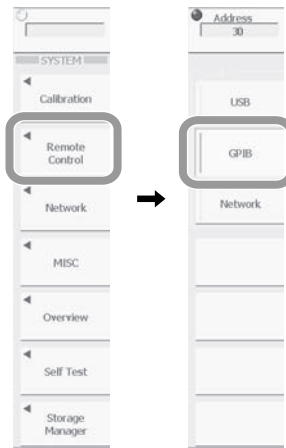 SYSTEM
Calibration
Remote
Control
Network
MISC
Overview
Self Test
Storage
Manager
Address
30
USB
GPIB
Network